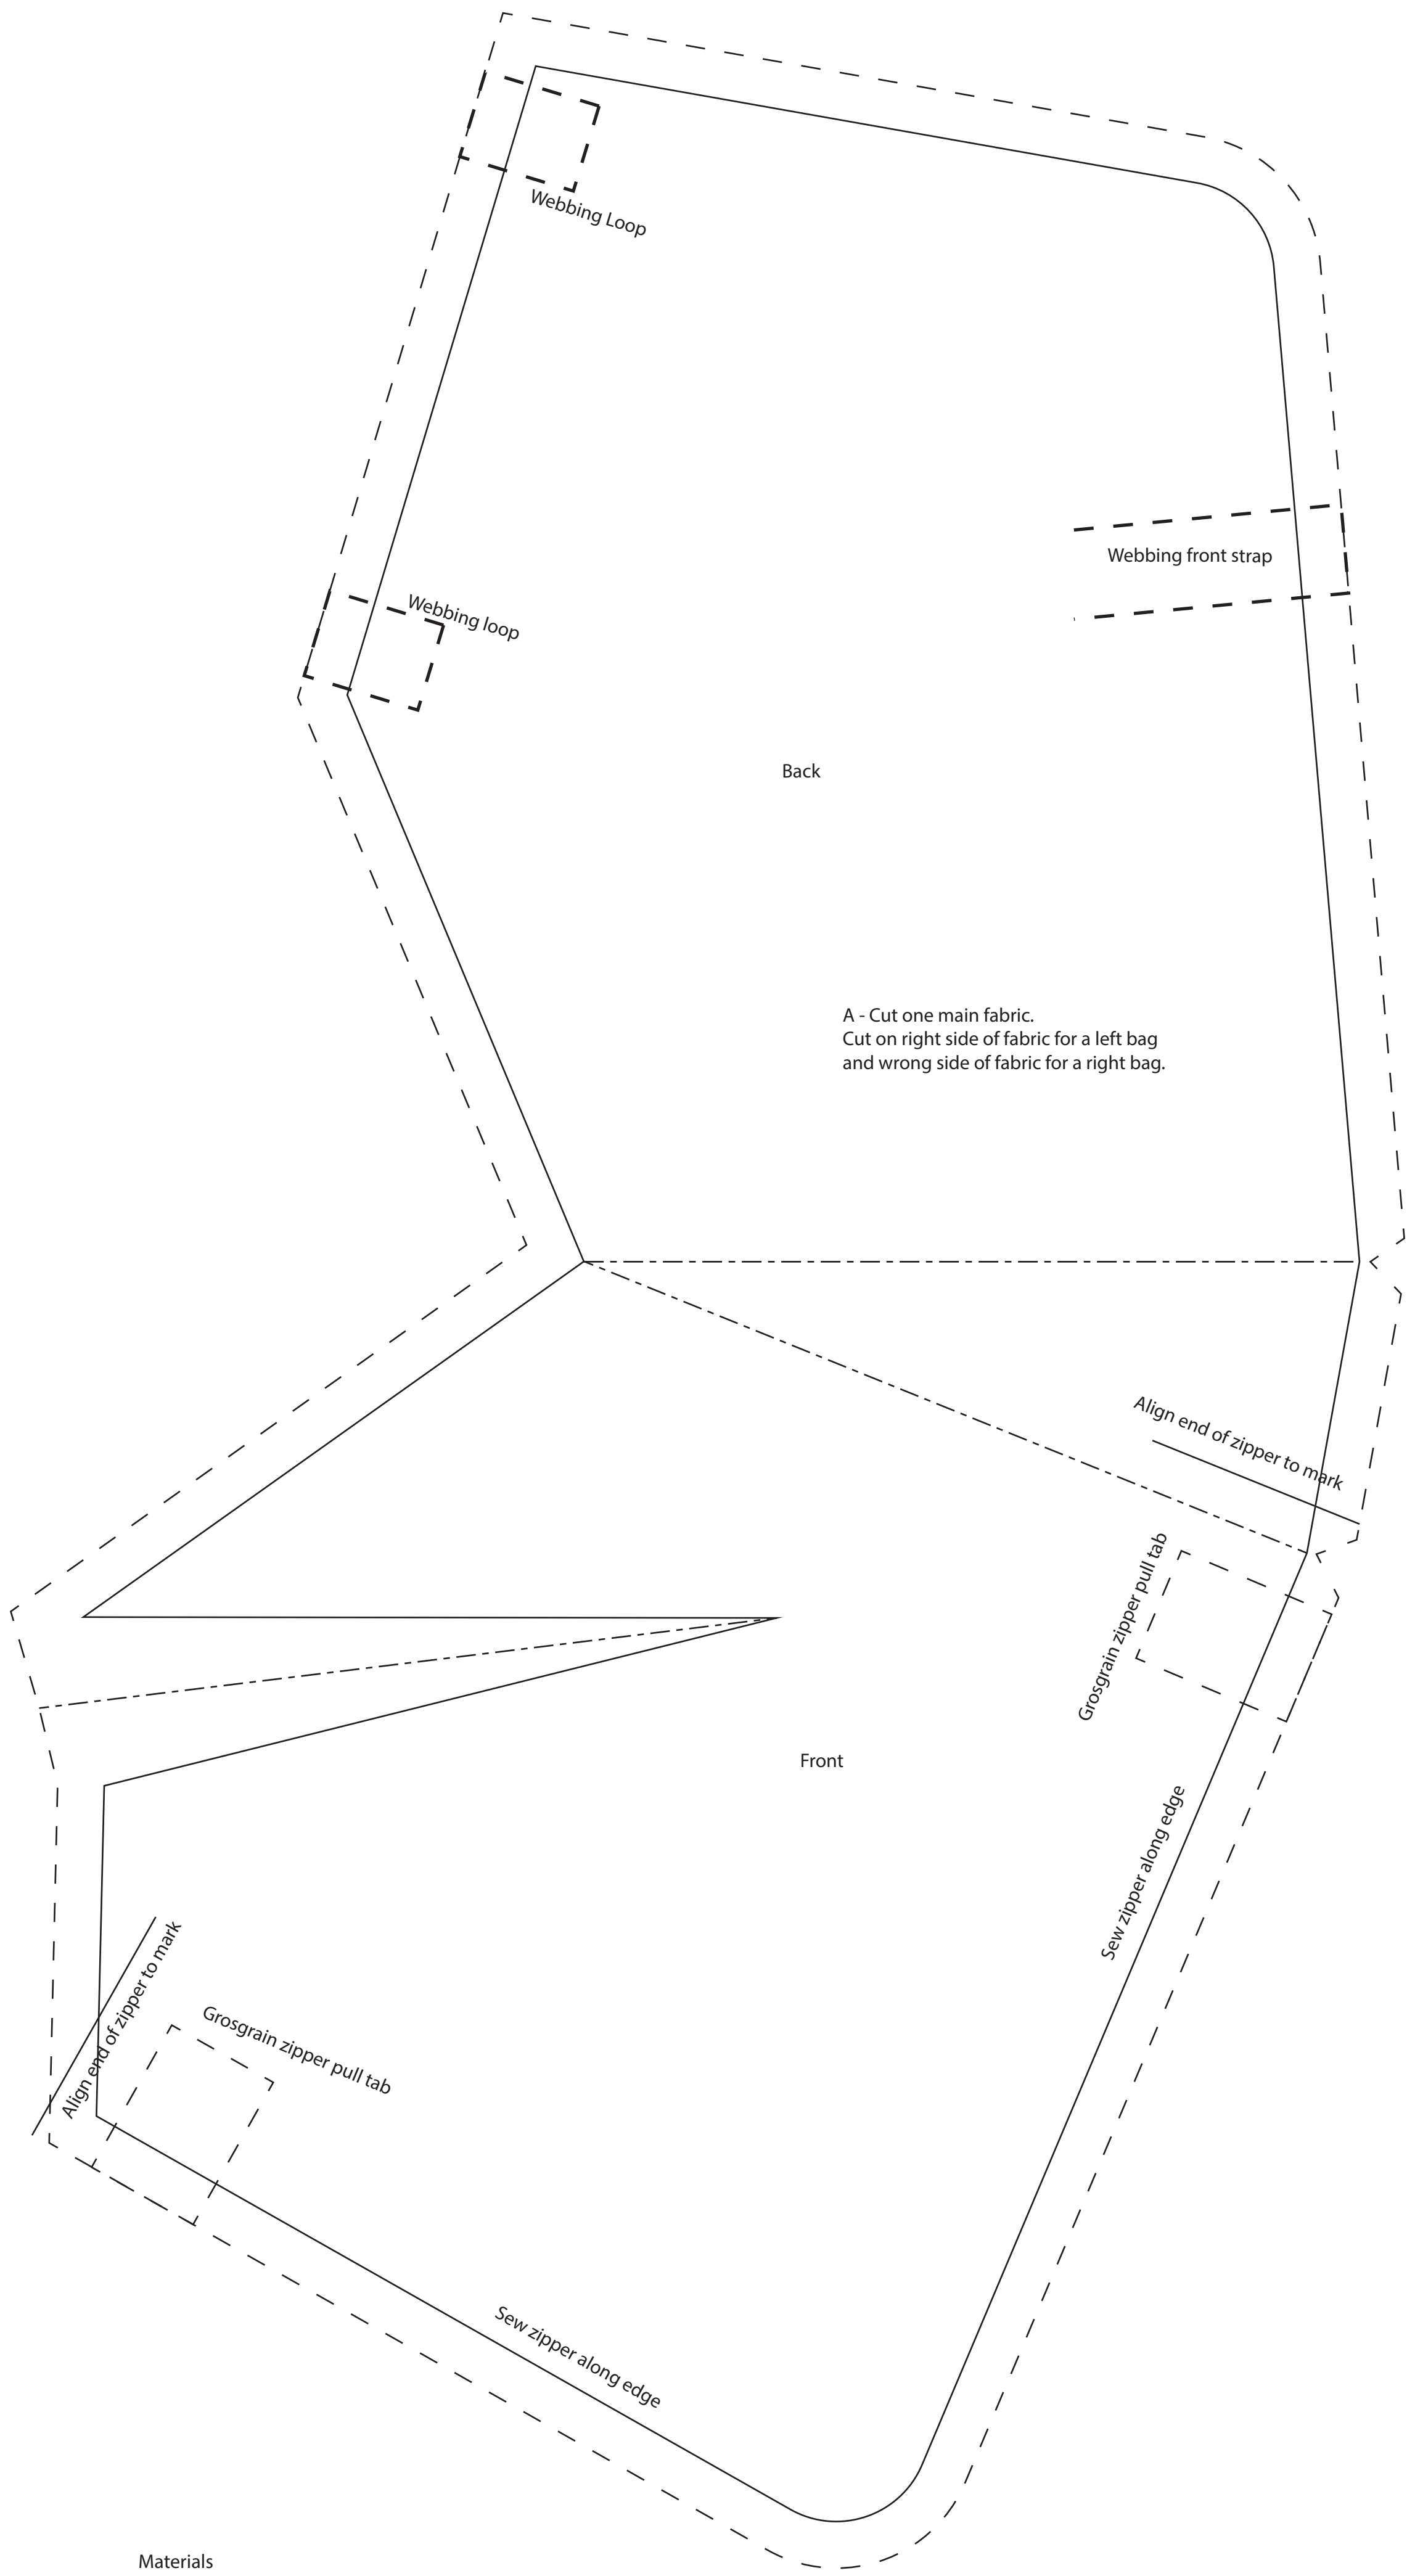 Webbing Loop
Webbing front strap
Webbing loop
Back
A - Cut one main fabric.
Cut on right side of fabric for a left bag
and wrong side of fabric for a right bag.
Align end of zipper to mark
Grosgrain zipper pull tab
Front
Sew zipper along edge
Align end of zipper to mark
Grosgrain zipper pull tab
Sew zipper along edge
Materials